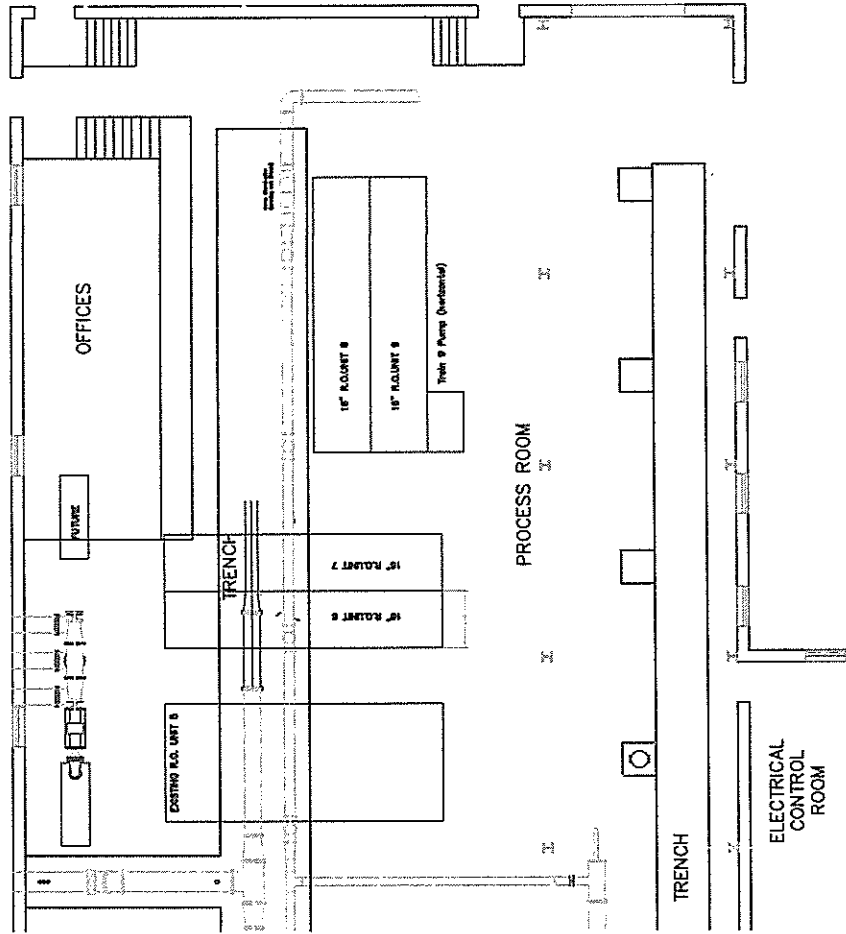 OFFICES
FUTURE
TRENCH
16" R.O.UNIT 8
16" R.O.UNIT 9
Train 9 Pump (horizontal)
16" R.O.UNIT 7
16" R.O.UNIT 6
EXISTING R.O. UNIT 5
PROCESS ROOM
TRENCH
ELECTRICAL
CONTROL
ROOM